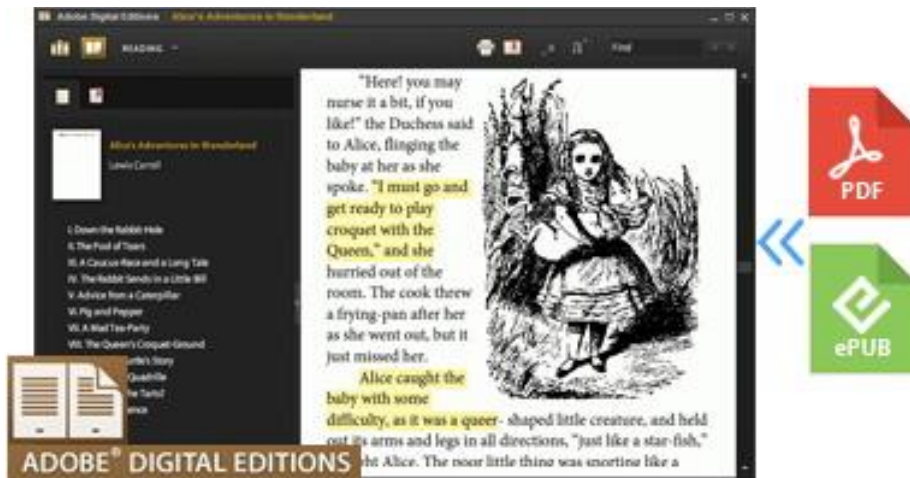 Adobe Digital Editions Alice's Adventures in Wonderland
READING
Find
Alice's Adventures in Wonderland
Lewis Carroll
I. Down the Rabbit-Hole
II. The Pool of Tears
III. A Caucus-Race and a Long Tale
IV. The Rabbit Sends in a Little Bill
V. Advice from a Caterpillar
VI. Pig and Pepper
VII. A Mad Tea-Party
VIII. The Queen's Croquet-Ground
Story
Quadrille
"Here! you may
nurse it a bit, if you
like!" the Duchess said
to Alice, flinging the
baby at her as she
spoke. "I must go and
get ready to play
croquet with the
Queen," and she
hurried out of the
room. The cook threw
a frying-pan after her
as she went out, but it
just missed her.
Alice caught the
baby with some
difficulty, as it was a queer- shaped little creature, and held
out its arms and legs in all directions, "just like a star-fish,"
Alice. The poor little thing was snorting like a
PDF
ePUB
ADOBE® DIGITAL EDITIONS